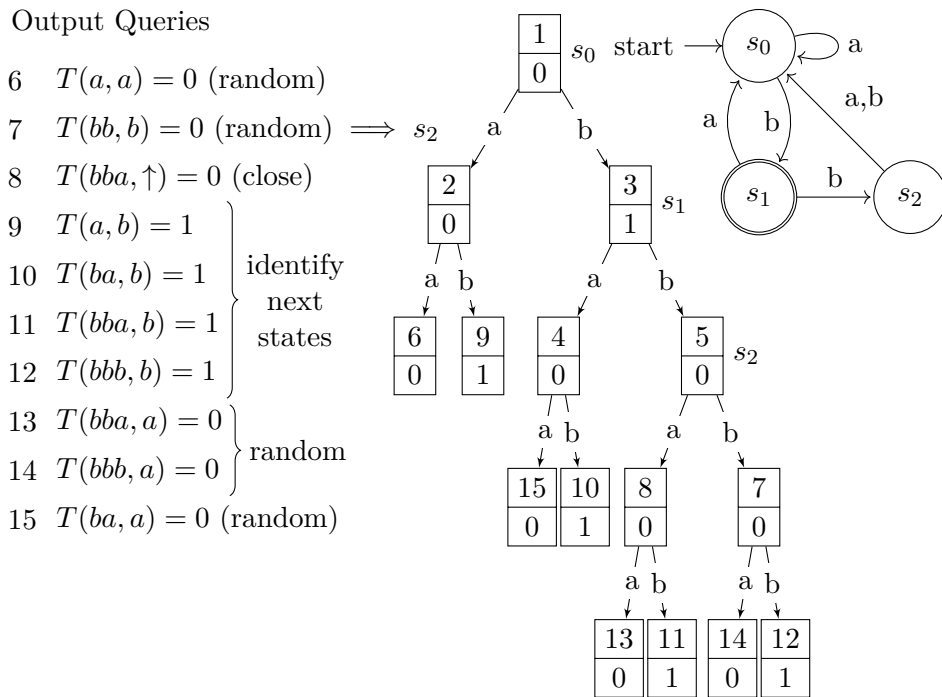 Output Queries
6 T(a, a) = 0 (random)
7 T(bb, b) = 0 (random) ⟹ s₂
8 T(bba, ↑) = 0 (close)
9 T(a, b) = 1
10 T(ba, b) = 1
11 T(bba, b) = 1
12 T(bbb, b) = 1
identify
next
states
13 T(bba, a) = 0
14 T(bbb, a) = 0
random
15 T(ba, a) = 0 (random)
1
0
s₀
a
b
2
0
3
1
s₁
a
b
a
b
6
0
9
1
4
0
5
0
s₂
a
b
a
b
15
0
10
1
8
0
7
0
a
b
a
b
13
0
11
1
14
0
12
1
start
s₀
a
a
b
a,b
s₁
b
s₂